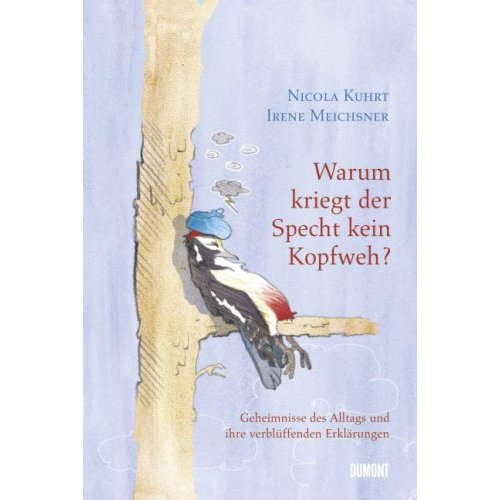 Nicola Kuhrt
Irene Meichsner
Warum
kriegt der
Specht kein
Kopfweh?
Geheimnisse des Alltags und
ihre verblüffenden Erklärungen
DUMONT